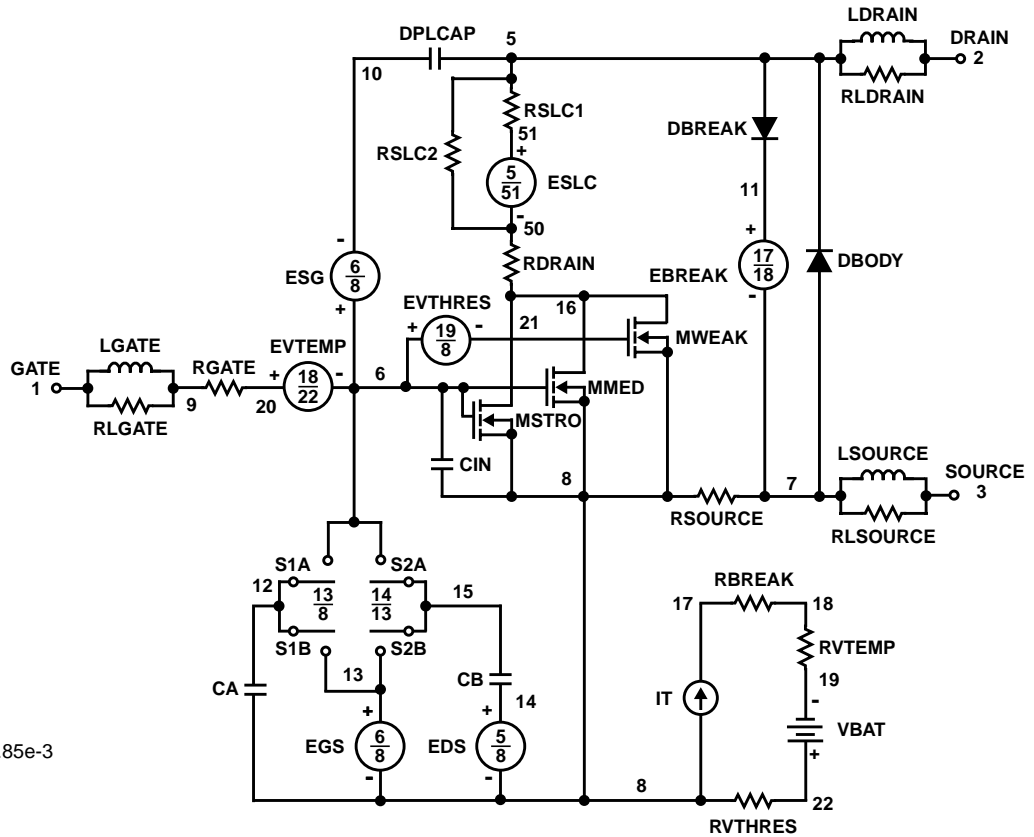 LDRAIN
DPLCAP 5 DRAIN
10 2
RLDRAIN
RSLC1
DBREAK
51
+
RSLC2
5
51
ESLC
11
-
50
+
-
RDRAIN
17
18
DBODY
6
8
ESG
EBREAK
+
16
-
EVTHRES
+ 19 - 21
8
MWEAK
LGATE
EVTEMP
GATE RGATE
1
+ 18 - 6
22
MMED
9 20
MSTRO
RLGATE
LSOURCE
CIN
8 7 SOURCE
3
RSOURCE
RLSOURCE
S1A S2A
12
13
8
14
13
15
RBREAK
17 18
S1B S2B
RVTEMP
13
CB
19
CA
14
IT
-
+ +
VBAT
EGS 6
8
EDS 5
8
+
- -
8 22
RVTHRES
85e-3